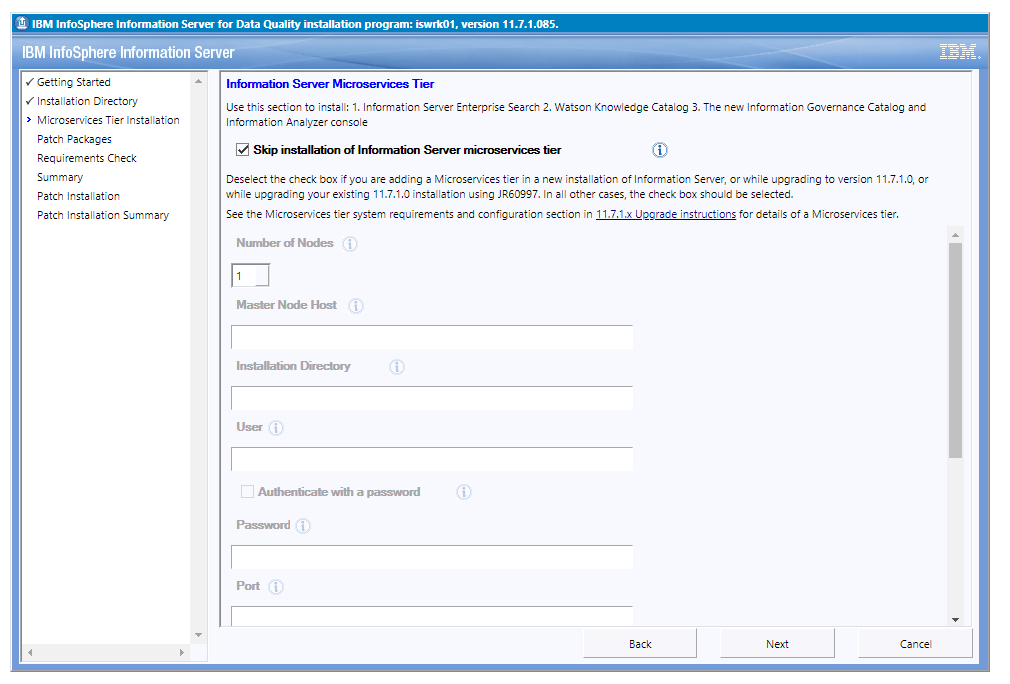 IBM InfoSphere Information Server for Data Quality installation program: iswrk01, version 11.7.1.085.
IBM InfoSphere Information Server
IBM.
✓ Getting Started
✓ Installation Directory
> Microservices Tier Installation
Patch Packages
Requirements Check
Summary
Patch Installation
Patch Installation Summary
Information Server Microservices Tier
Use this section to install: 1. Information Server Enterprise Search 2. Watson Knowledge Catalog 3. The new Information Governance Catalog and
Information Analyzer console
Skip installation of Information Server microservices tier
Deselect the check box if you are adding a Microservices tier in a new installation of Information Server, or while upgrading to version 11.7.1.0, or
while upgrading your existing 11.7.1.0 installation using JR60997. In all other cases, the check box should be selected.
See the Microservices tier system requirements and configuration section in 11.7.1.x Upgrade instructions for details of a Microservices tier.
Number of Nodes
1
Master Node Host
Installation Directory
User
Authenticate with a password
Password
Port
Back
Next
Cancel